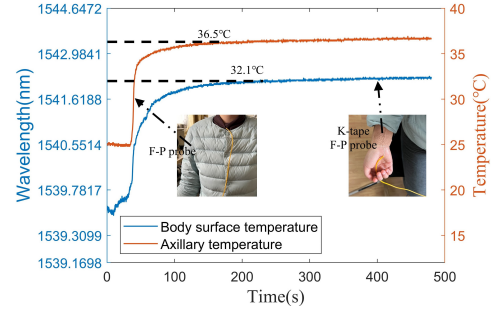 1544.6472
1542.9841
1541.6188
1540.5514
1539.7817
1539.3099
1539.1698
Wavelength(nm)
40
35
30
25
20
15
Temperature(℃)
36.5℃
32.1℃
F-P probe
K-tape
F-P probe
Body surface temperature
Axillary temperature
0
100
200
300
400
500
Time(s)